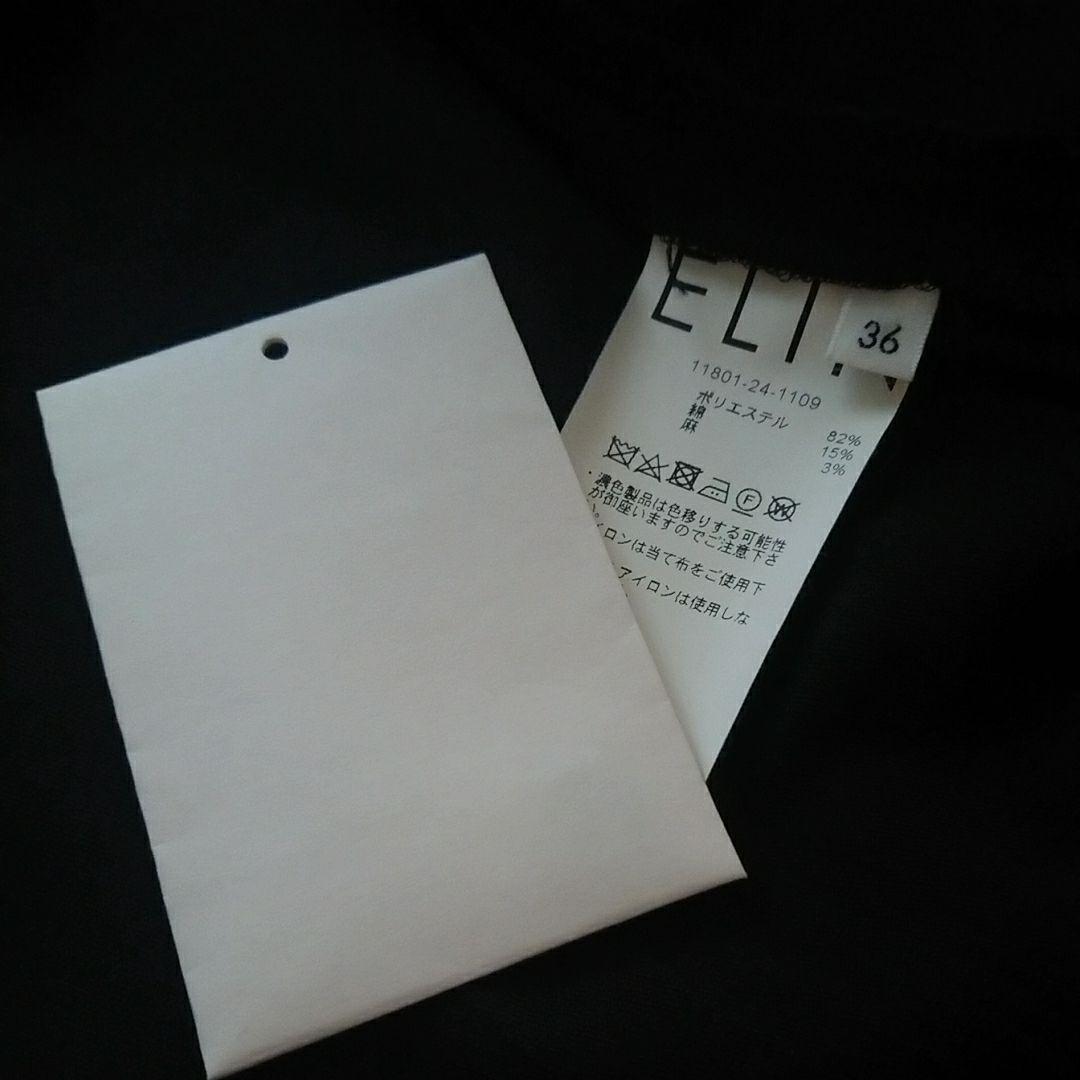 ELIN
36
11801-24-1109
ポリエステル 82%
綿 15%
麻 3%
F
W
・濃色製品は色移りする可能性
が御座いますのでご注意下さ
い。
イロンは当て布をご使用下
アイロンは使用しな